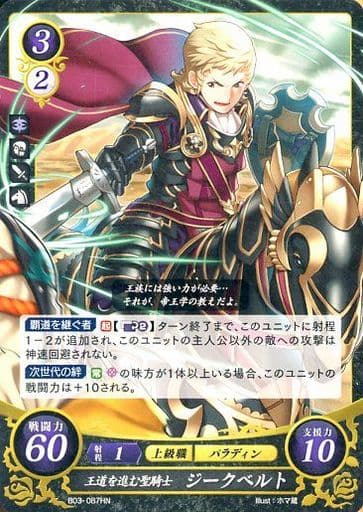 3
2
王族には強い力が必要…
それが、帝王学の教えだよ。
覇道を継ぐ者 起【 2】ターン終了まで、このユニットに射程
1-2が追加され、このユニットの主人公以外の敵への攻撃は
神速回避されない。
次世代の絆 常 の味方が1体以上いる場合、このユニットの
戦闘力は+10される。
戦闘力
60
射程 1 上級職 パラディン
支援力
10
王道を進む聖騎士 ジークベルト
B03-087HN
Illust:ホマ蔵